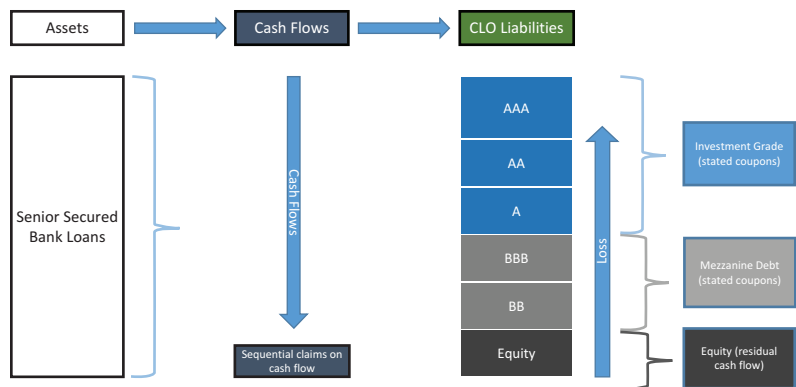 Assets
Cash Flows
CLO Liabilities
Senior Secured
Bank Loans
Cash Flows
Sequential claims on
cash flow
AAA
AA
A
BBB
BB
Equity
Loss
Investment Grade
(stated coupons)
Mezzanine Debt
(stated coupons)
Equity (residual
cash flow)